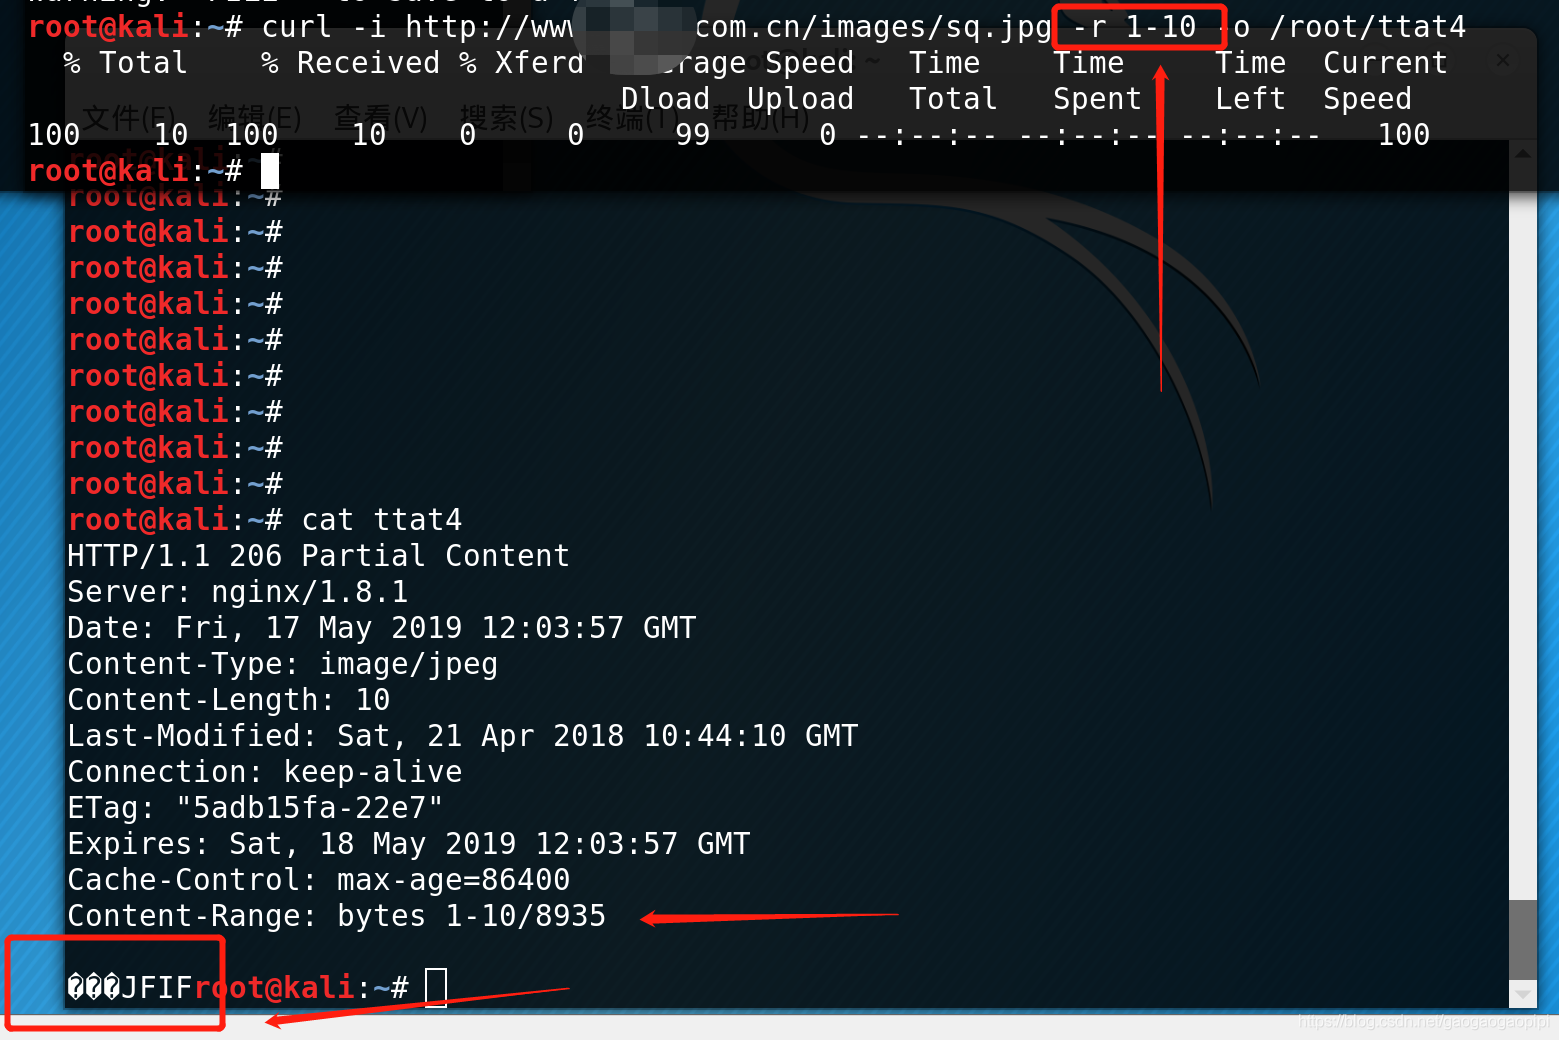 root@kali:~# curl -i http://www com.cn/images/sq.jpg -r 1-10 -o /root/ttat4
% Total % Received % Xferd erage Speed Time Time Time Current
Dload Upload Total Spent Left Speed
文件(F) 编辑(E) 查看(V) 搜索(S) 终端(T) 帮助(H)
100 10 100 10 0 0 99 0 --:--:-- --:--:-- --:--:-- 100
root@kali:~#
root@kali:~#
root@kali:~#
root@kali:~#
root@kali:~#
root@kali:~#
root@kali:~#
root@kali:~#
root@kali:~#
root@kali:~#
root@kali:~# cat ttat4
HTTP/1.1 206 Partial Content
Server: nginx/1.8.1
Date: Fri, 17 May 2019 12:03:57 GMT
Content-Type: image/jpeg
Content-Length: 10
Last-Modified: Sat, 21 Apr 2018 10:44:10 GMT
Connection: keep-alive
ETag: "5adb15fa-22e7"
Expires: Sat, 18 May 2019 12:03:57 GMT
Cache-Control: max-age=86400
Content-Range: bytes 1-10/8935
���JFIFroot@kali:~#
https://blog.csdn.net/gaogaogaopipi